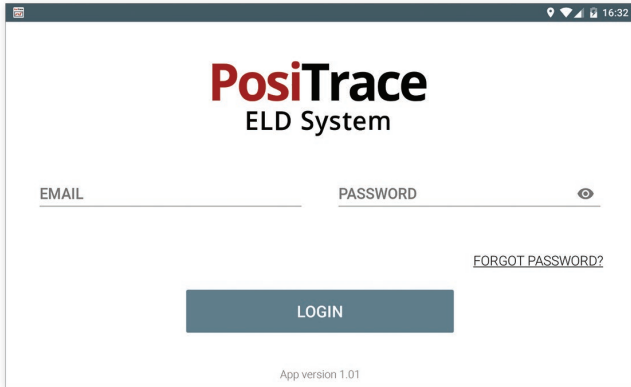 16:32
PosiTrace
ELD System
EMAIL PASSWORD
FORGOT PASSWORD?
LOGIN
App version 1.01